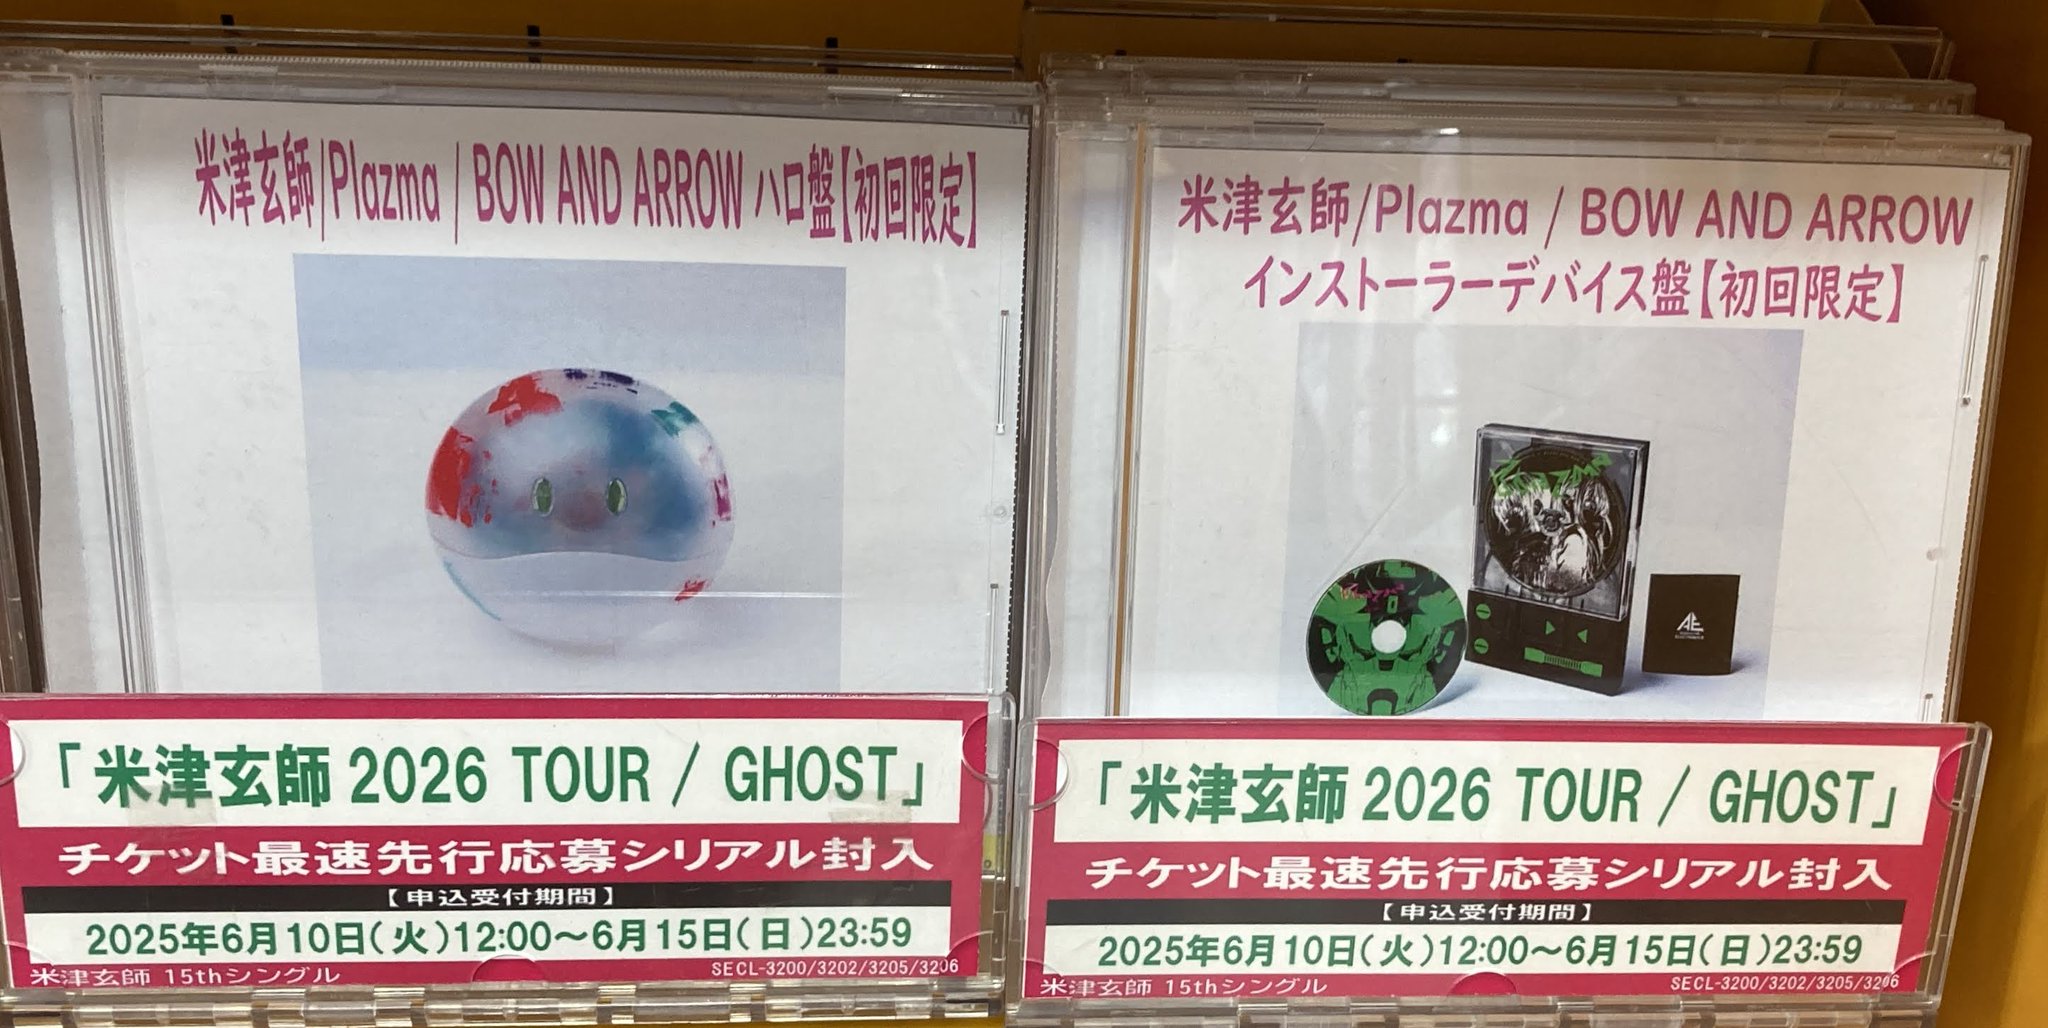 米津玄師/Plazma / BOW AND ARROW ハロ盤【初回限定】
「米津玄師 2026 TOUR / GHOST」
チケット最速先行応募シリアル封入
【申込受付期間】
2025年6月10日(火)12:00～6月15日(日)23:59
米津玄師 15thシングル
SECL-3200/3202/3205/3206
米津玄師/Plazma / BOW AND ARROW
インストーラーデバイス盤【初回限定】
AE
「米津玄師 2026 TOUR / GHOST」
チケット最速先行応募シリアル封入
【申込受付期間】
2025年6月10日(火)12:00～6月15日(日)23:59
米津玄師 15thシングル
SECL-3200/3202/3205/3206